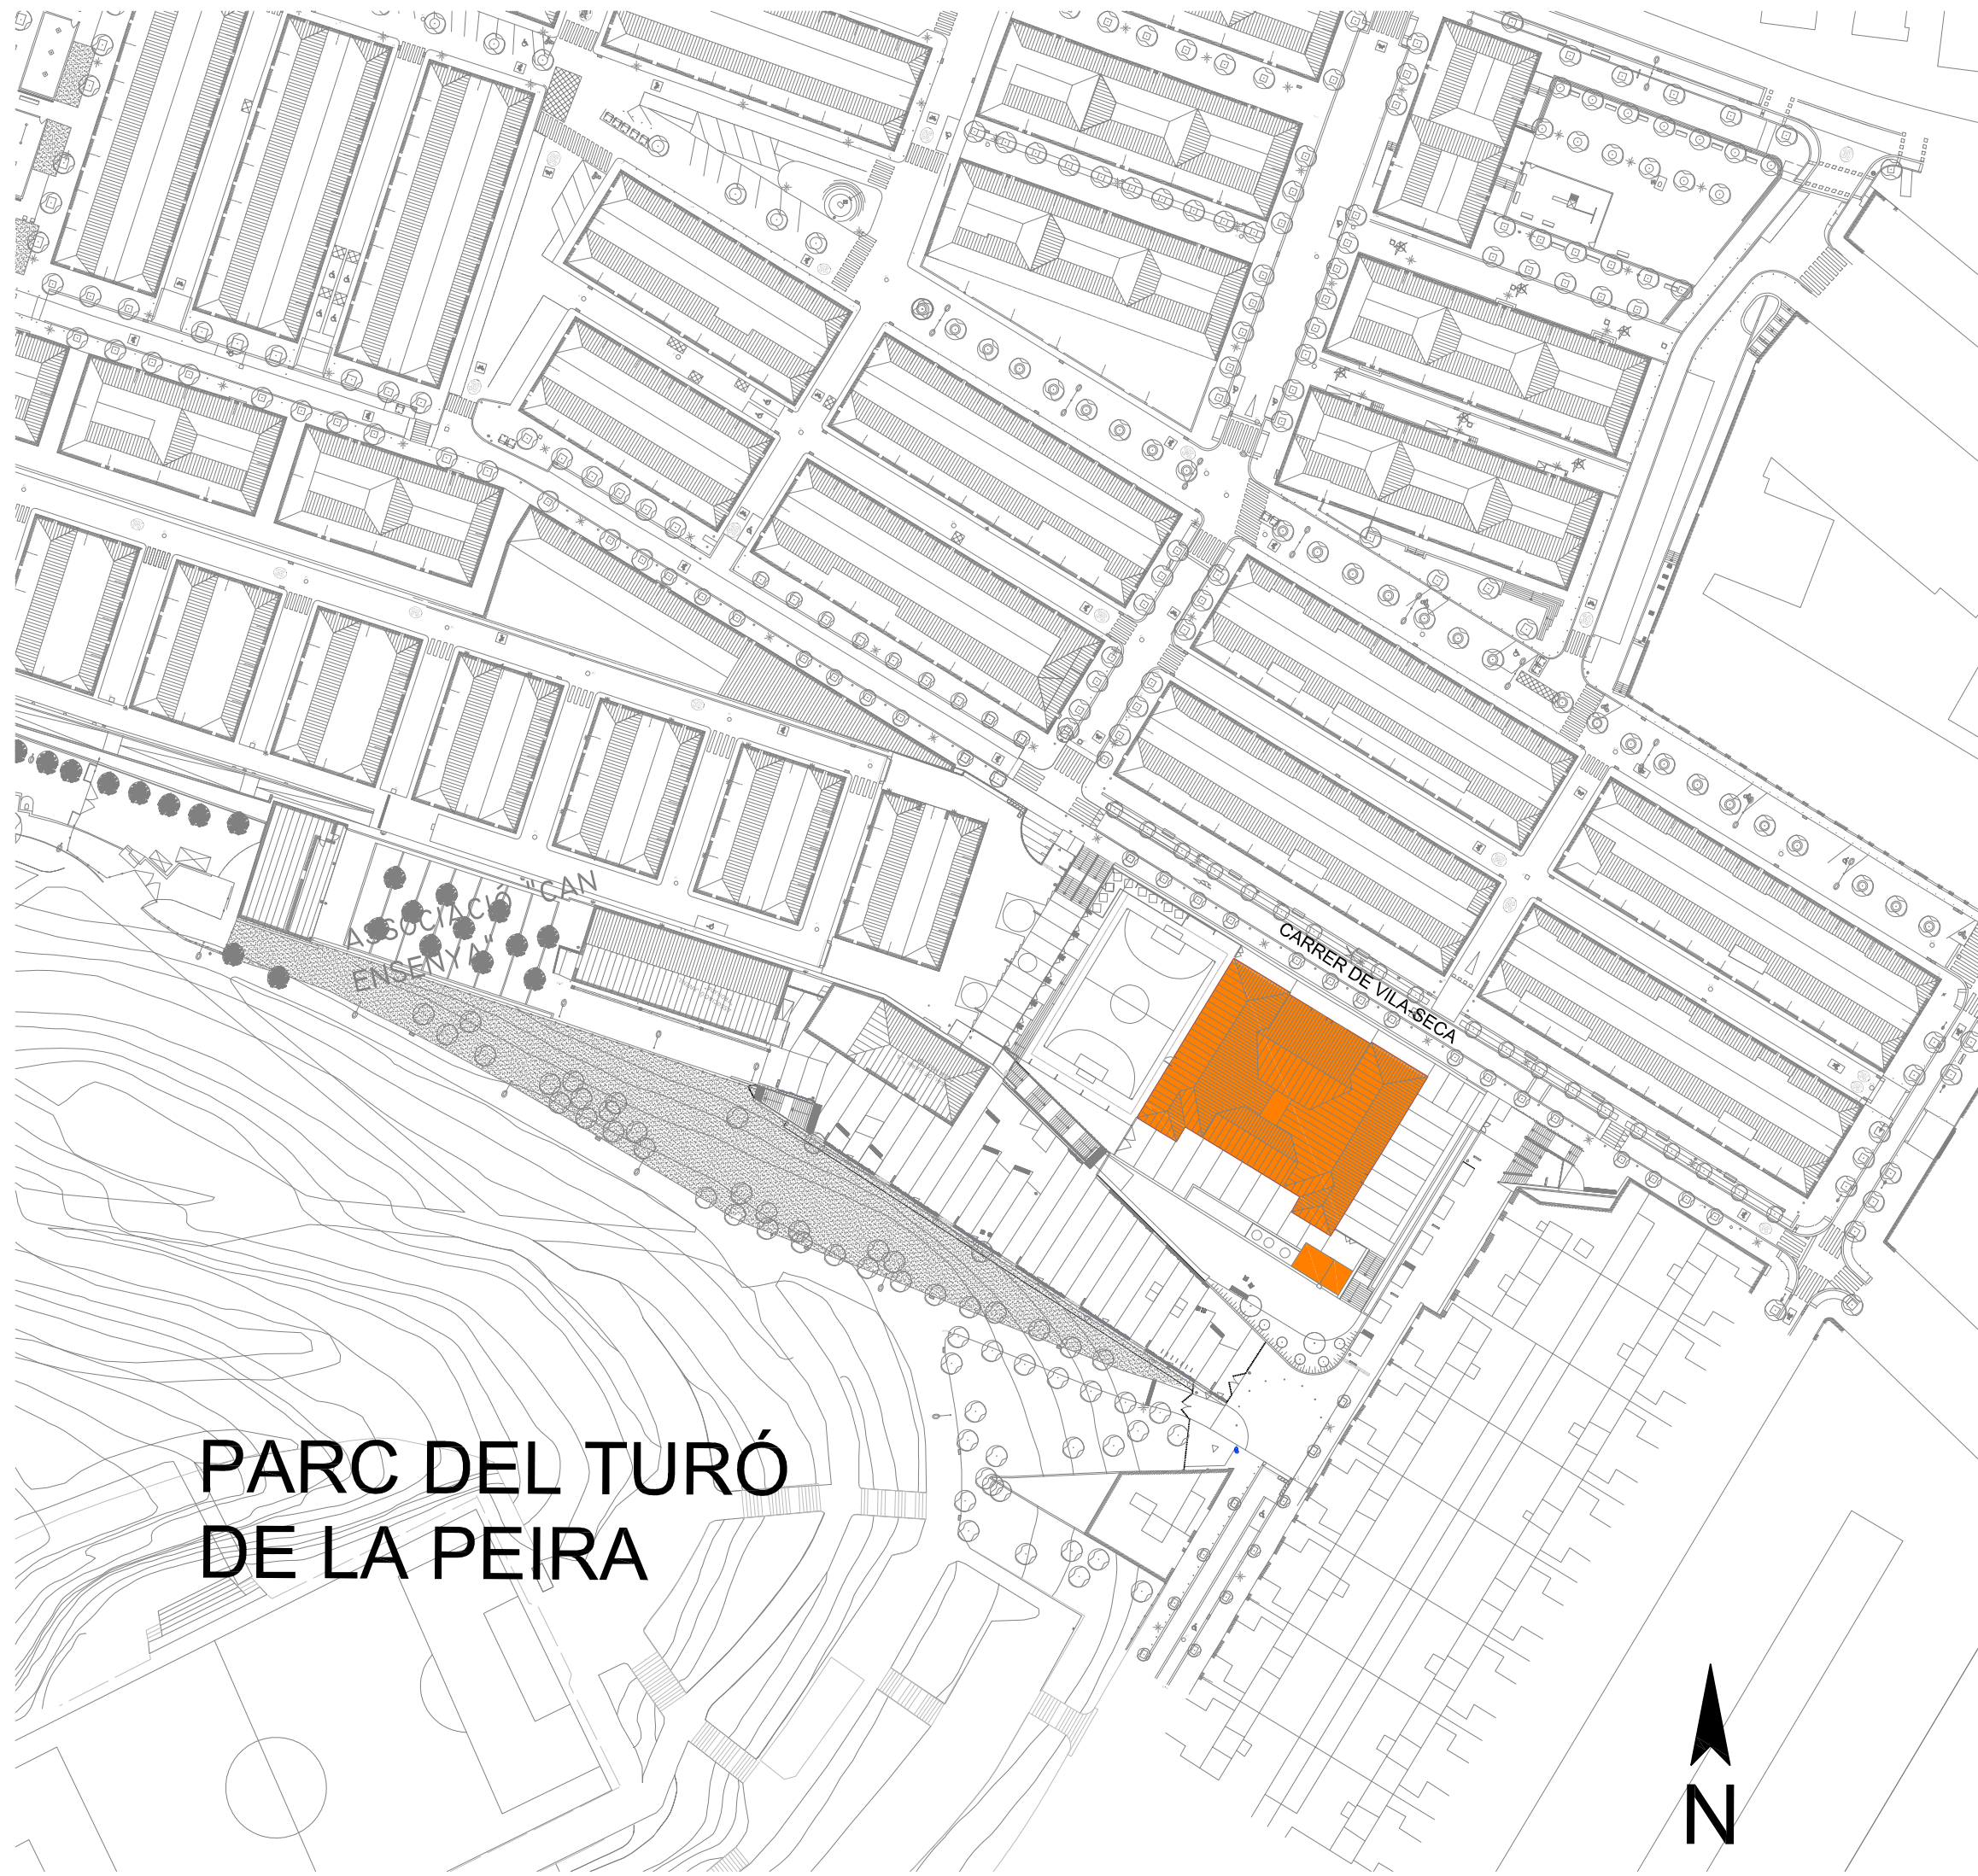 ASSOCIACIÓ "CAN
ENSENYA"
CARRER DE VILA-SECA
PARC DEL TURÓ
DE LA PEIRA
N